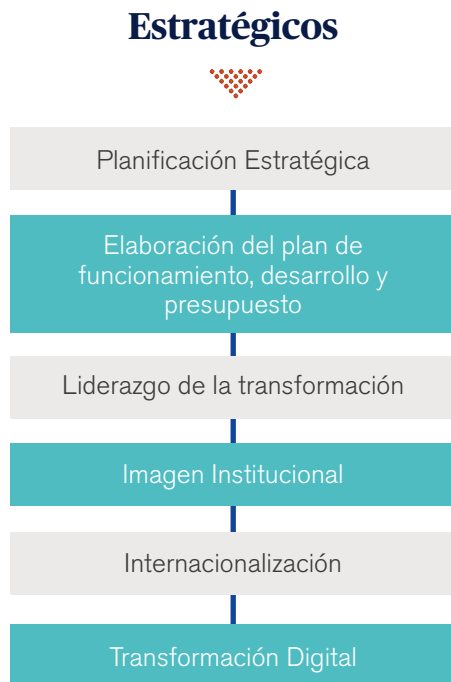 Estratégicos
Planificación Estratégica
Elaboración del plan de
funcionamiento, desarrollo y
presupuesto
Liderazgo de la transformación
Imagen Institucional
Internacionalización
Transformación Digital